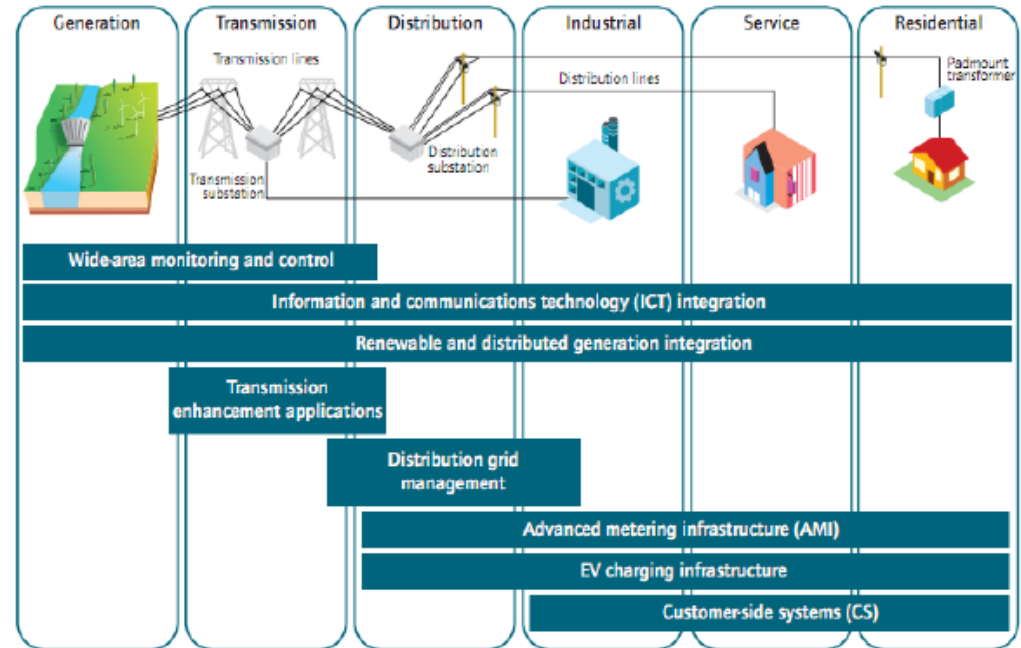 Generation
Transmission
Distribution
Industrial
Service
Residential
Transmission lines
Padmount
transformer
Distribution lines
Distribution
substation
Transmission
substation
Wide-area monitoring and control
Information and communications technology (ICT) integration
Renewable and distributed generation integration
Transmission
enhancement applications
Distribution grid
management
Advanced metering infrastructure (AMI)
EV charging infrastructure
Customer-side systems (CS)